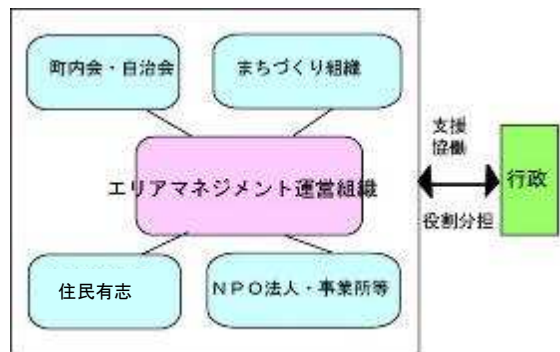 町内会・自治会
まちづくり組織
エリアマネジメント運営組織
住民有志
NPO法人・事業所等
支援
協働
役割分担
行政